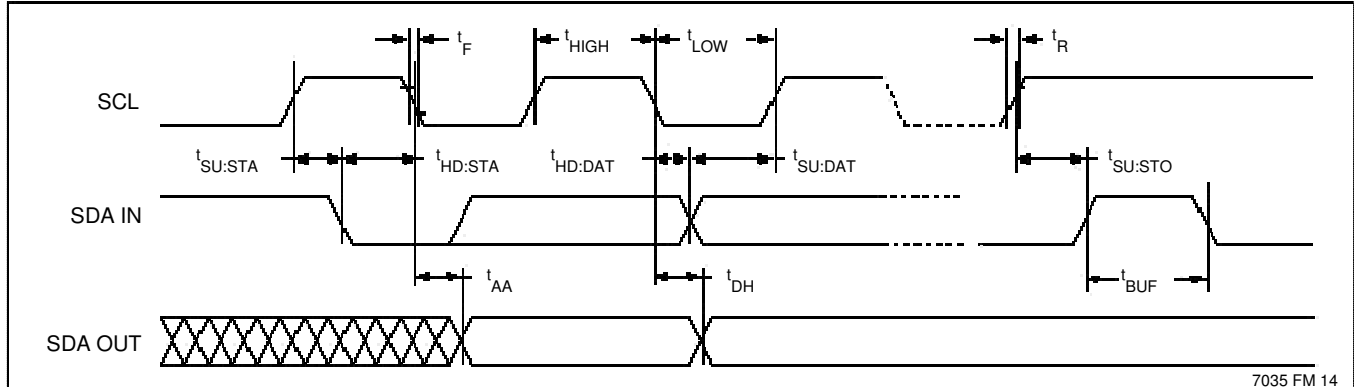 tF
tHIGH
tLOW
tR
SCL
tSU:STA
tHD:STA
tHD:DAT
tSU:DAT
tSU:STO
SDA IN
tAA
tDH
tBUF
SDA OUT
7035 FM 14